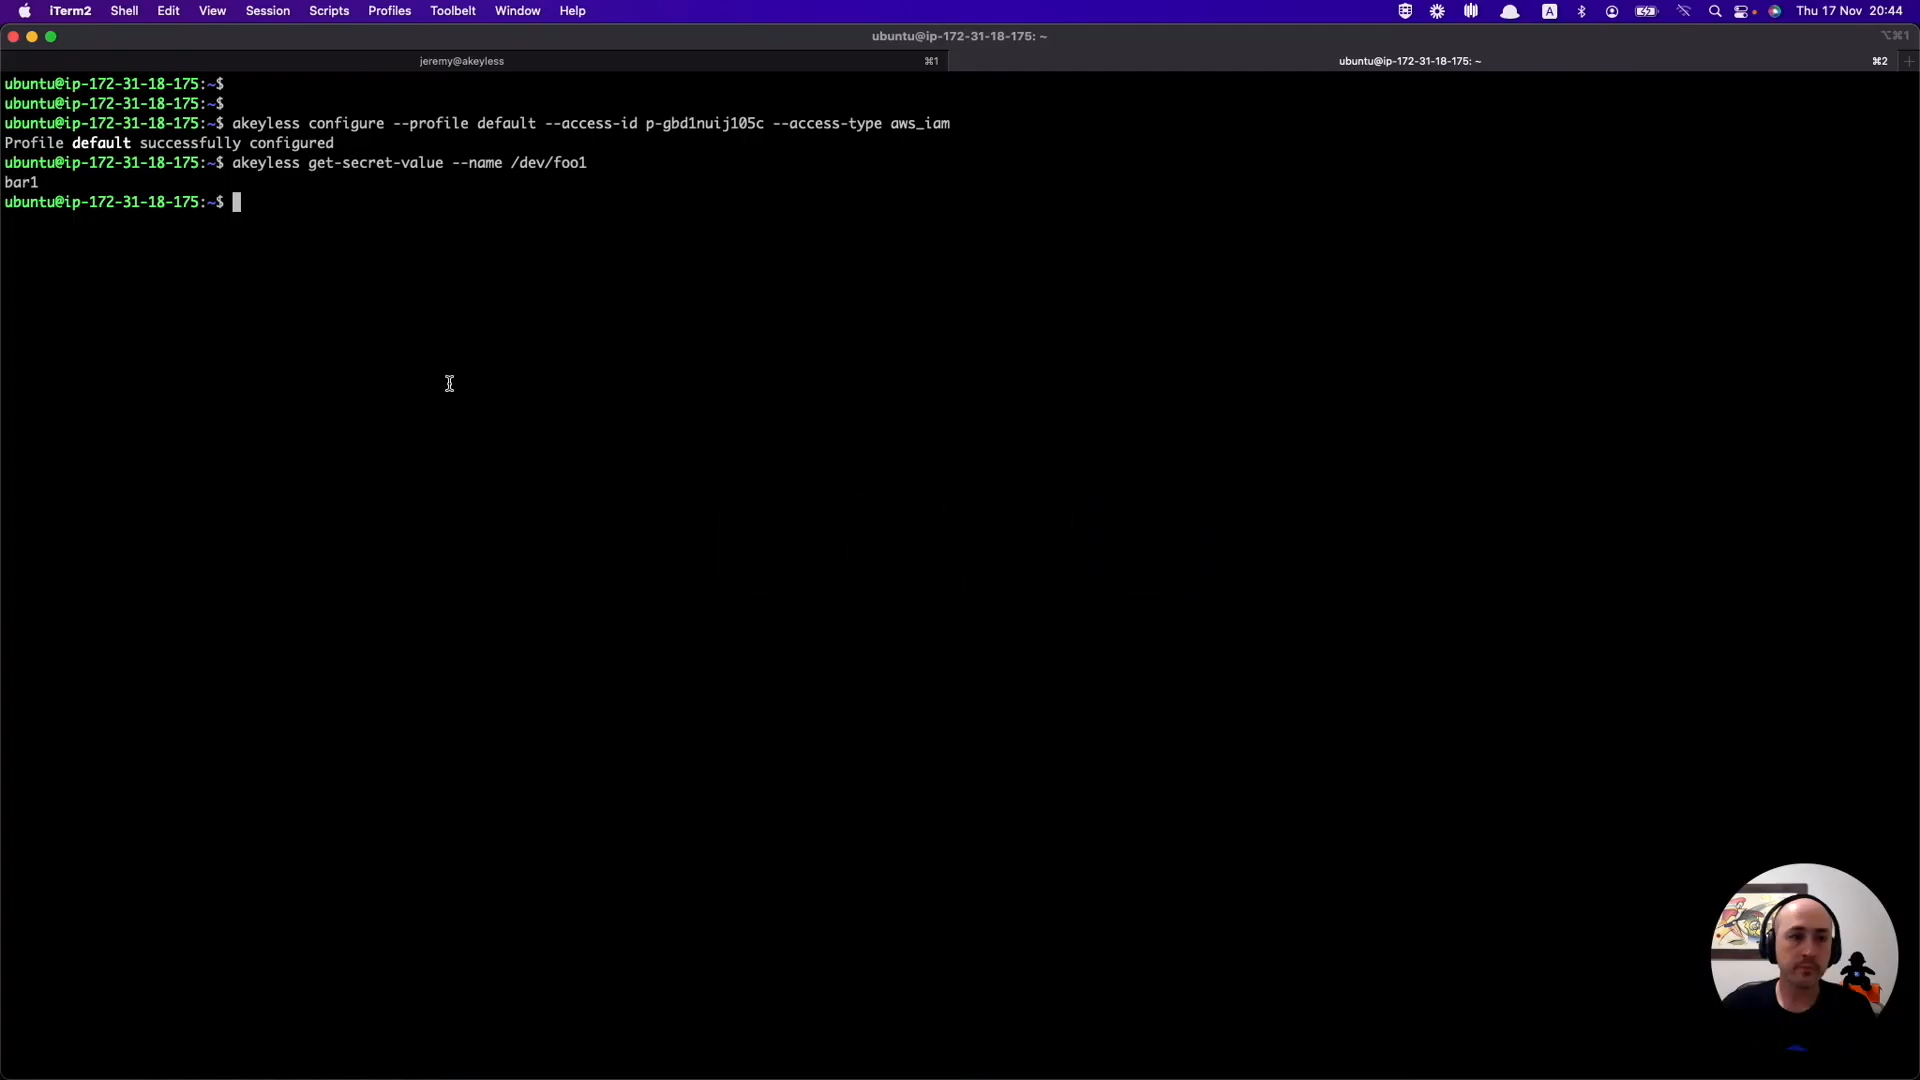 iTerm2 Shell Edit View Session Scripts Profiles Toolbelt Window Help A Thu 17 Nov 20:44
ubuntu@ip-172-31-18-175: ~ ⌥⌘1
jeremy@akeyless ⌘1 ubuntu@ip-172-31-18-175: ~ ⌘2
ubuntu@ip-172-31-18-175:~$
ubuntu@ip-172-31-18-175:~$
ubuntu@ip-172-31-18-175:~$ akeyless configure --profile default --access-id p-gbd1nuij105c --access-type aws_iam
Profile default successfully configured
ubuntu@ip-172-31-18-175:~$ akeyless get-secret-value --name /dev/foo1
bar1
ubuntu@ip-172-31-18-175:~$